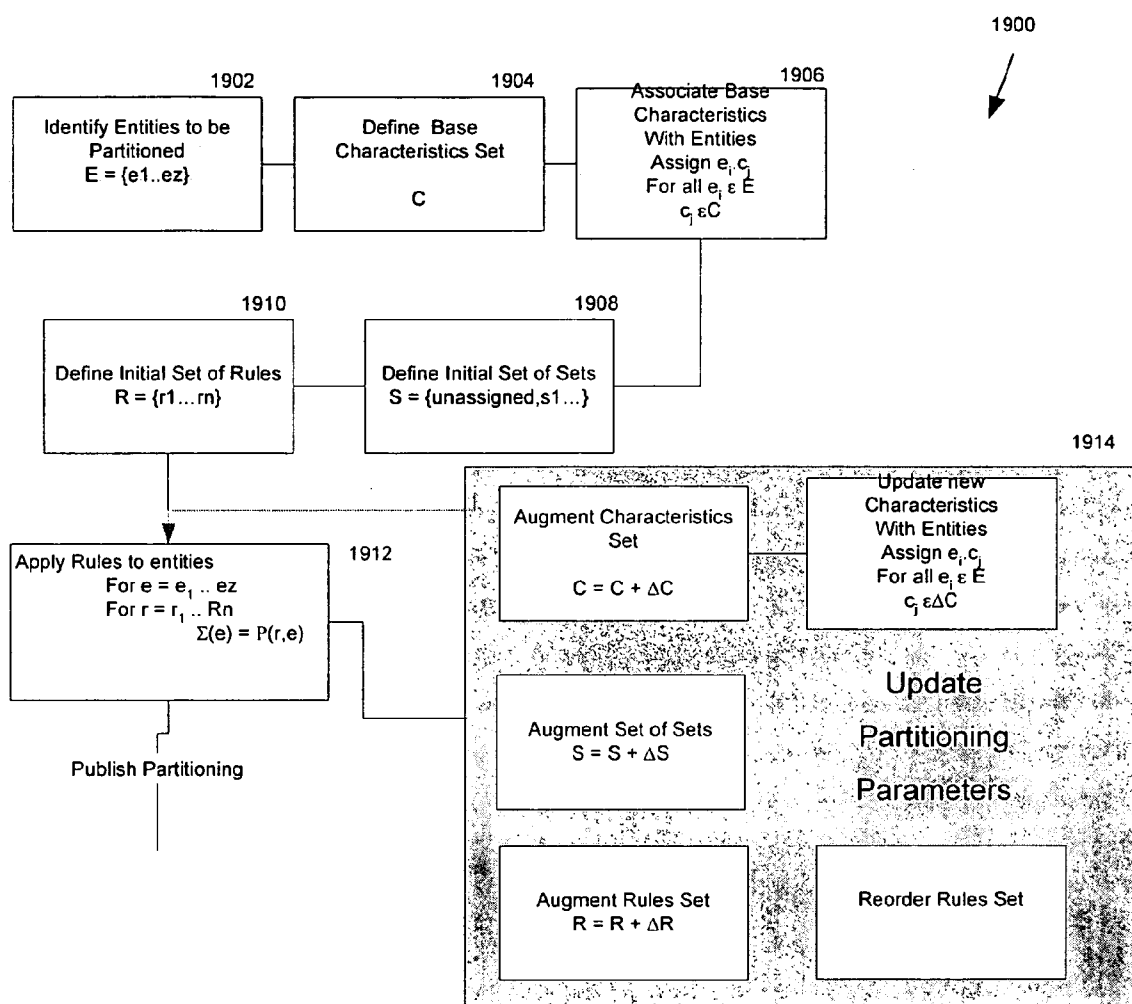 1900
1902
Identify Entities to be
Partitioned
E = {e1..ez}
1904
Define Base
Characteristics Set
C
1906
Associate Base
Characteristics
With Entities
Assign e_i.c_j
For all e_i ε E
c_j εC
1910
Define Initial Set of Rules
R = {r1...rn}
1908
Define Initial Set of Sets
S = {unassigned,s1...}
1912
Apply Rules to entities
For e = e_1 .. ez
For r = r_1 .. Rn
Σ(e) = P(r,e)
Publish Partitioning
1914
Augment Characteristics
Set
C = C + ΔC
Update new
Characteristics
With Entities
Assign e_i.c_j
For all e_i ε E
c_j εΔC
Augment Set of Sets
S = S + ΔS
Update
Partitioning
Parameters
Augment Rules Set
R = R + ΔR
Reorder Rules Set